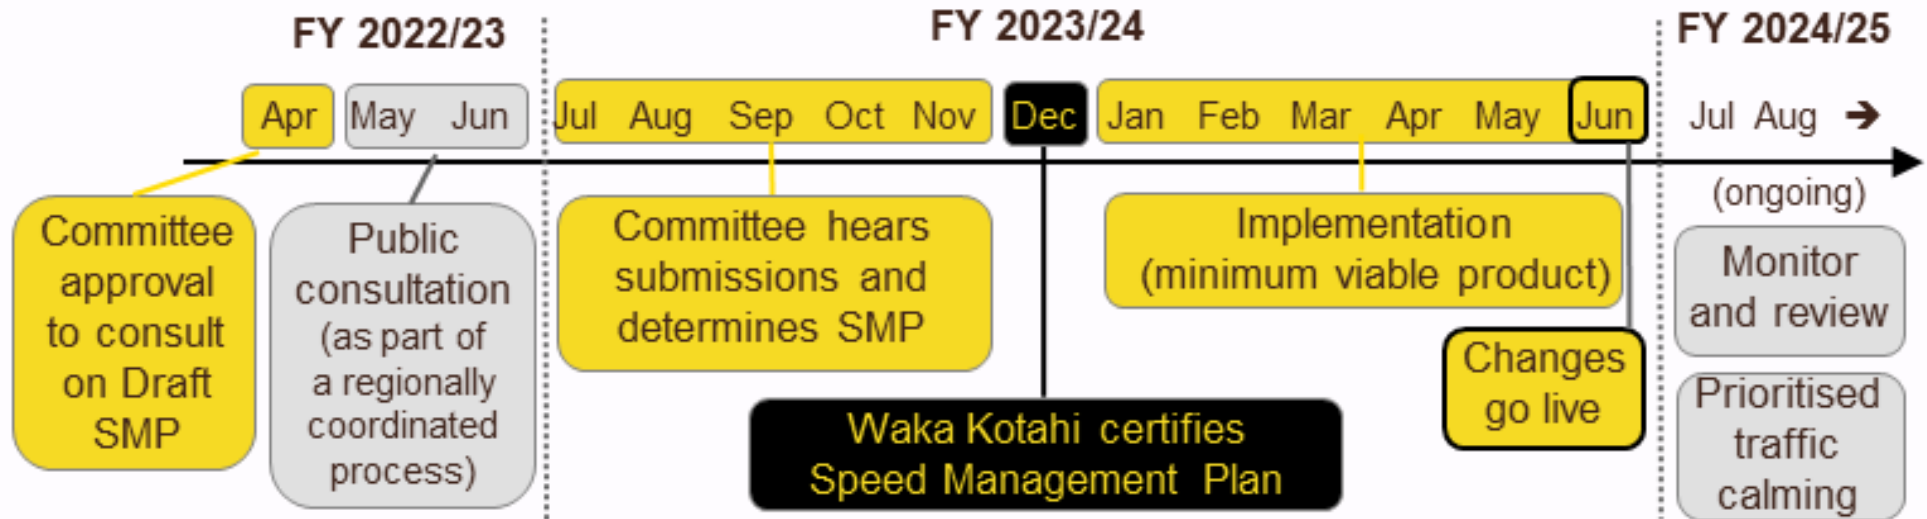 FY 2022/23
FY 2023/24
FY 2024/25
Apr
May Jun
Jul Aug Sep Oct Nov
Dec
Jan Feb Mar Apr May Jun
Jul Aug →
(ongoing)
Committee
approval
to consult
on Draft
SMP
Public
consultation
(as part of
a regionally
coordinated
process)
Committee hears
submissions and
determines SMP
Waka Kotahi certifies
Speed Management Plan
Implementation
(minimum viable product)
Changes
go live
Monitor
and review
Prioritised
traffic
calming